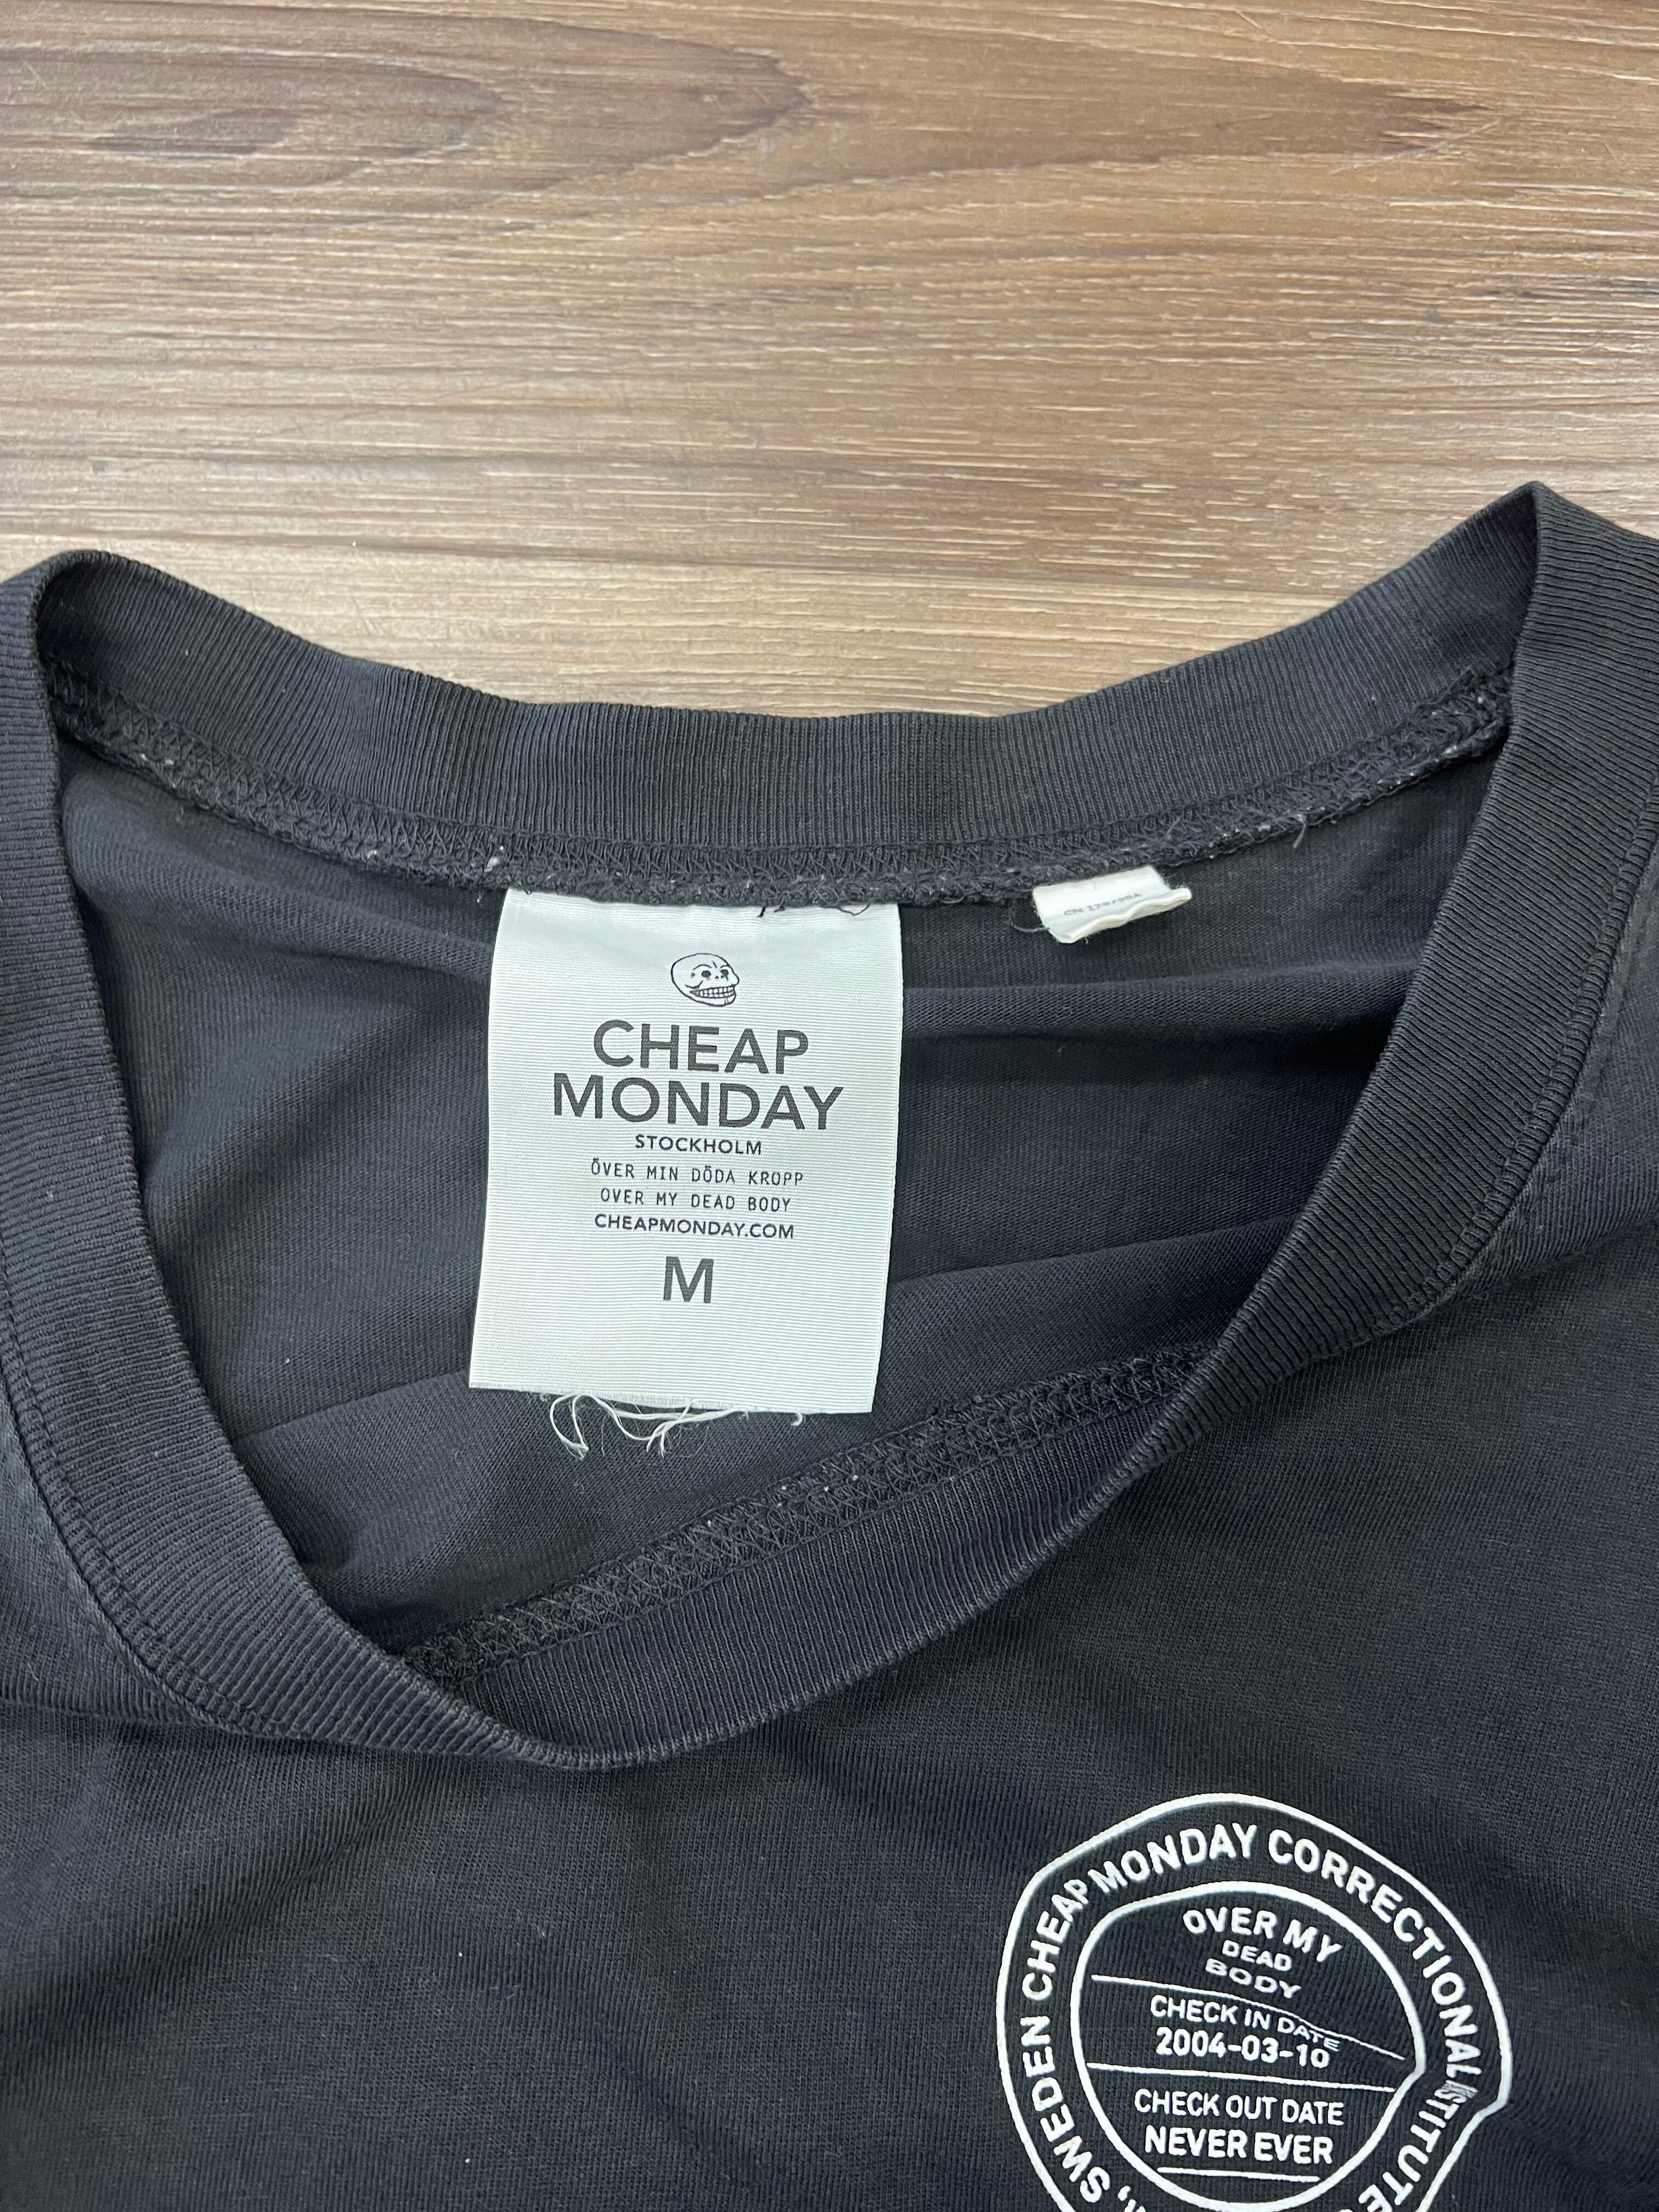 CHEAP
MONDAY
STOCKHOLM
ÖVER MIN DÖDA KROPP
OVER MY DEAD BODY
CHEAPMONDAY.COM
M
SWEDEN CHEAP MONDAY CORRECTIONAL INSTITUTE
OVER MY
DEAD
BODY
CHECK IN DATE
2004-03-10
CHECK OUT DATE
NEVER EVER